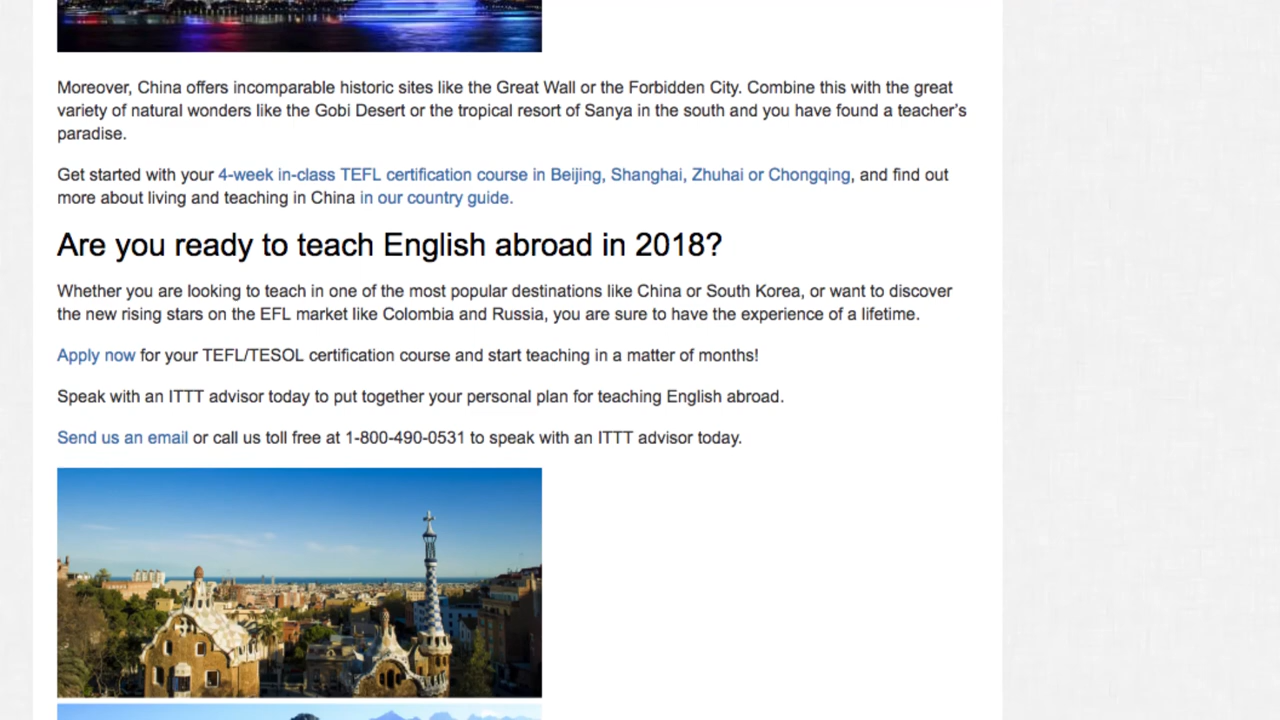 Moreover, China offers incomparable historic sites like the Great Wall or the Forbidden City. Combine this with the great
variety of natural wonders like the Gobi Desert or the tropical resort of Sanya in the south and you have found a teacher's
paradise.
Get started with your 4-week in-class TEFL certification course in Beijing, Shanghai, Zhuhai or Chongqing, and find out
more about living and teaching in China in our country guide.
Are you ready to teach English abroad in 2018?
Whether you are looking to teach in one of the most popular destinations like China or South Korea, or want to discover
the new rising stars on the EFL market like Colombia and Russia, you are sure to have the experience of a lifetime.
Apply now for your TEFL/TESOL certification course and start teaching in a matter of months!
Speak with an ITTT advisor today to put together your personal plan for teaching English abroad.
Send us an email or call us toll free at 1-800-490-0531 to speak with an ITTT advisor today.